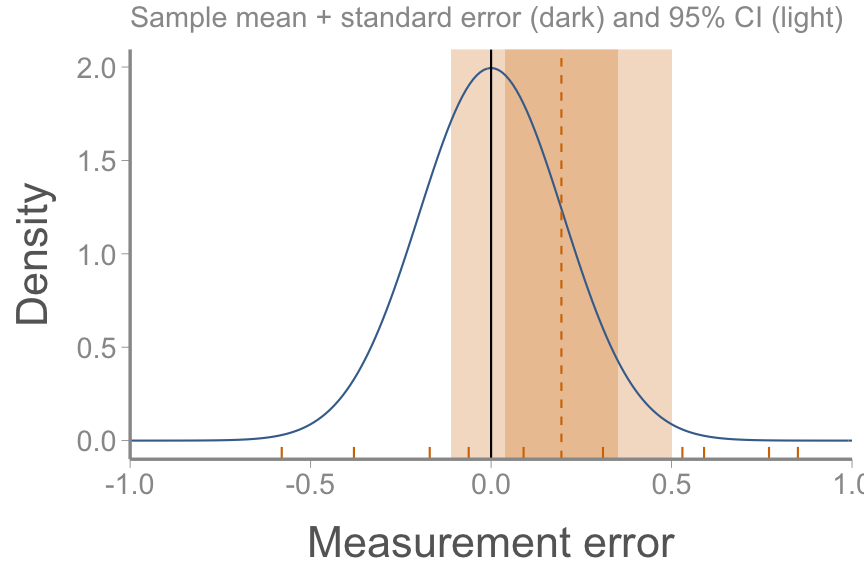 Sample mean + standard error (dark) and 95% CI (light)
2.0
1.5
1.0
0.5
0.0
Density
-1.0 -0.5 0.0 0.5 1.0
Measurement error